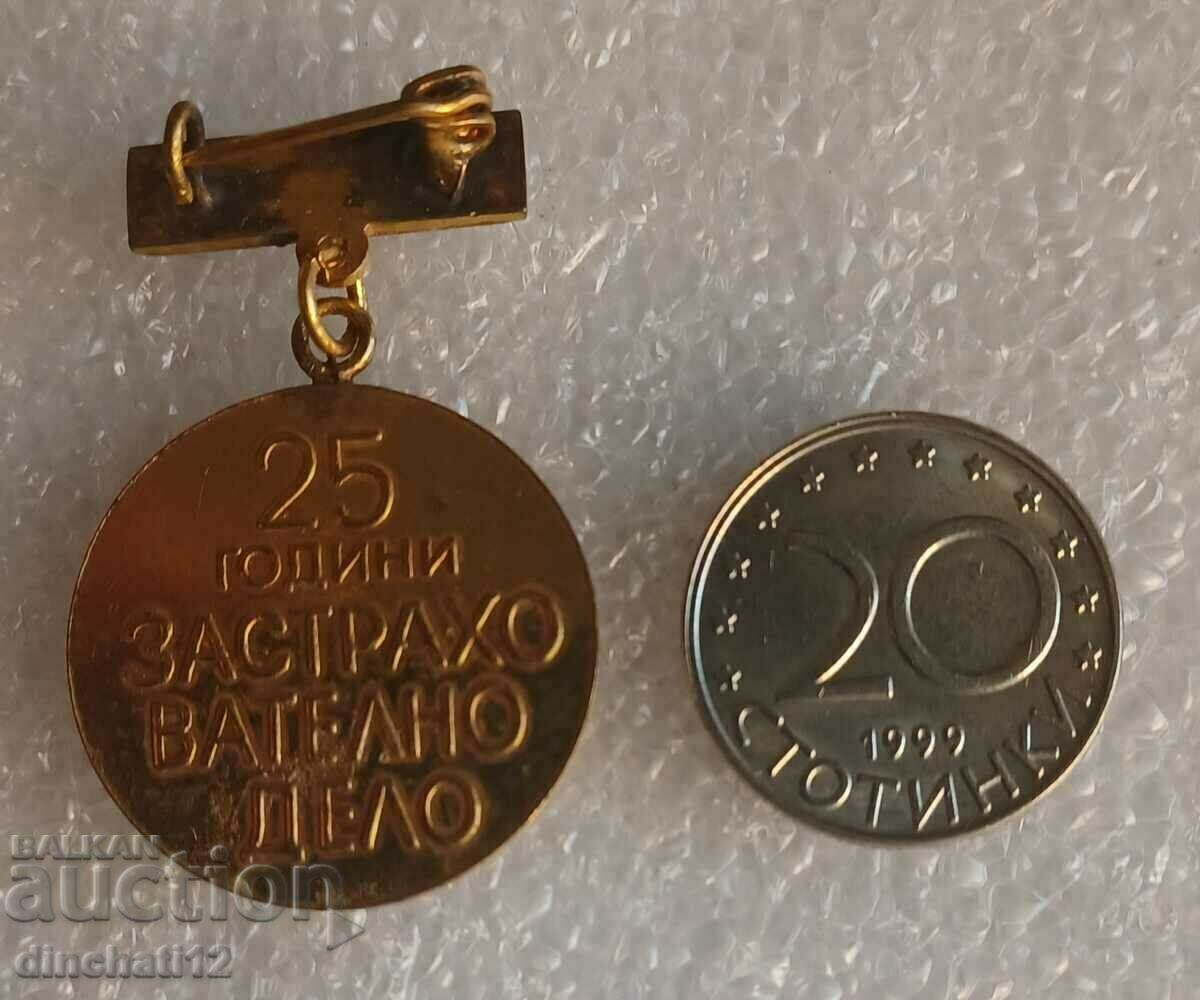 25
ГОДИНИ
ЗАСТРАХО
ВАТЕЛНО
ДЕЛО
20
1999
СТОТИНКИ
BALKAN
auction
dinchati12